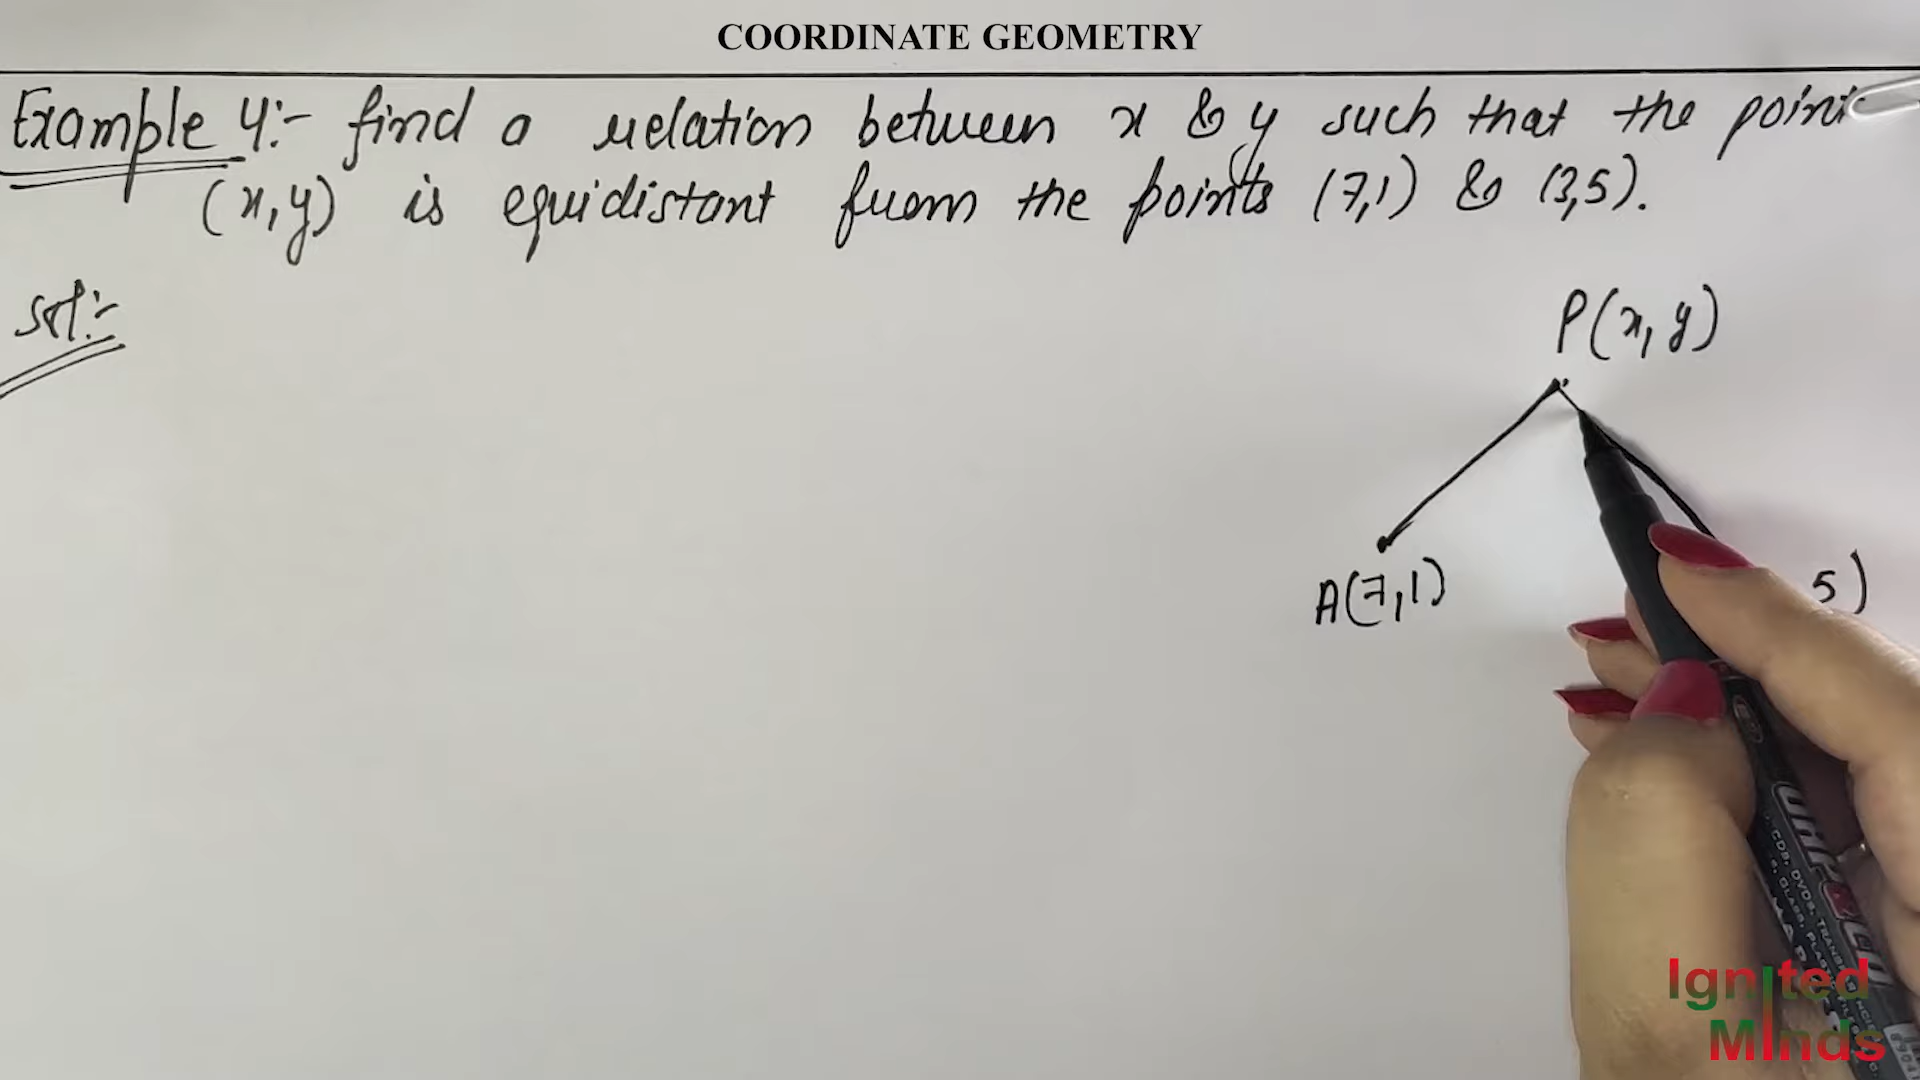 COORDINATE GEOMETRY
Example 4:- find a relation between x & y such that the point
(x,y) is equidistant from the points (7,1) & (3,5).
Sol:-
P(x,y)
A(7,1)
5)
Ignited
Minds